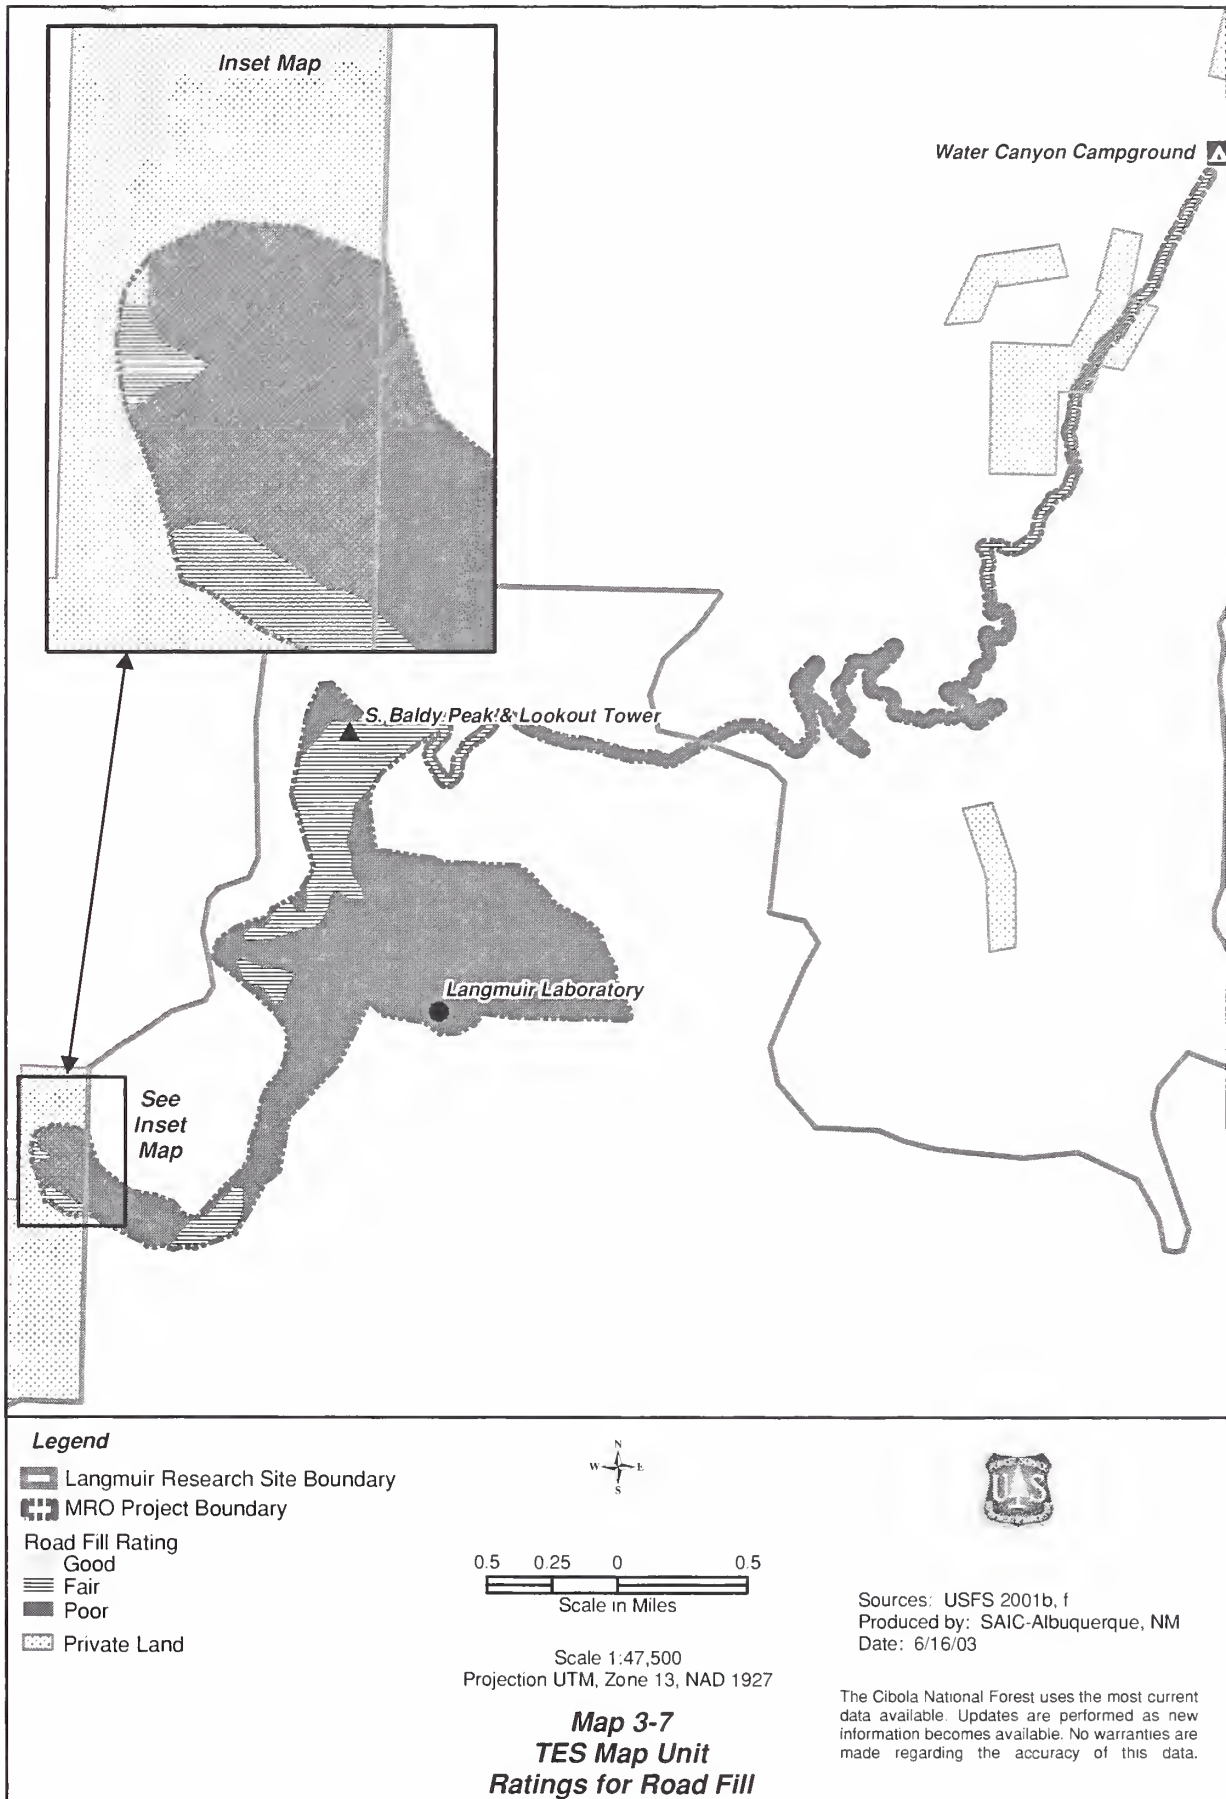 Inset Map
Water Canyon Campground
S. Baldy Peak & Lookout Tower
Langmuir Laboratory
See
Inset
Map
Legend
Langmuir Research Site Boundary
MRO Project Boundary
Road Fill Rating
Good
Fair
Poor
Private Land
N
W E
S
0.5 0.25 0 0.5
Scale in Miles
Scale 1:47,500
Projection UTM, Zone 13, NAD 1927
Map 3-7
TES Map Unit
Ratings for Road Fill
U S
Sources: USFS 2001b, f
Produced by: SAIC-Albuquerque, NM
Date: 6/16/03
The Cibola National Forest uses the most current
data available. Updates are performed as new
information becomes available. No warranties are
made regarding the accuracy of this data.